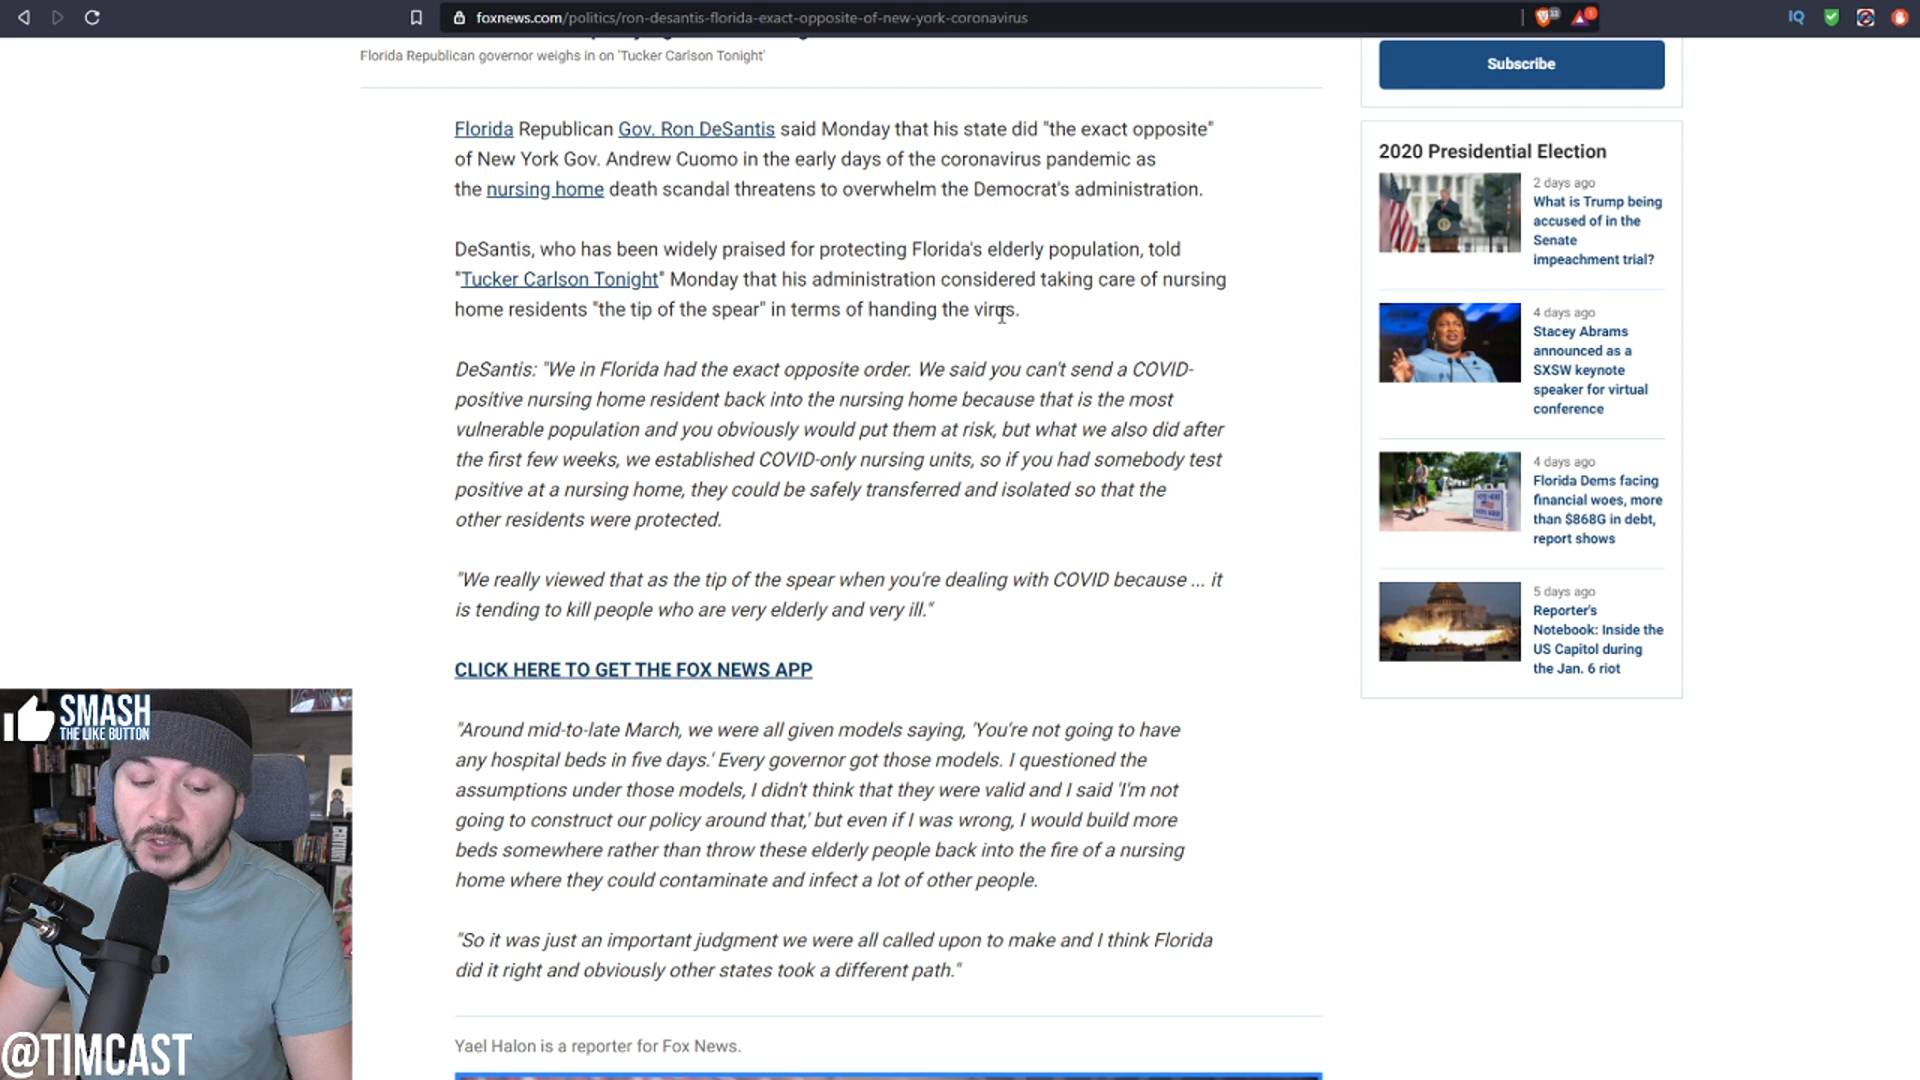 foxnews.com/politics/ron-desantis-florida-exact-opposite-of-new-york-coronavirus
Florida Republican governor weighs in on 'Tucker Carlson Tonight'
Florida Republican Gov. Ron DeSantis said Monday that his state did "the exact opposite"
of New York Gov. Andrew Cuomo in the early days of the coronavirus pandemic as
the nursing home death scandal threatens to overwhelm the Democrat's administration.
DeSantis, who has been widely praised for protecting Florida's elderly population, told
"Tucker Carlson Tonight" Monday that his administration considered taking care of nursing
home residents "the tip of the spear" in terms of handing the virus.
DeSantis: "We in Florida had the exact opposite order. We said you can't send a COVID-
positive nursing home resident back into the nursing home because that is the most
vulnerable population and you obviously would put them at risk, but what we also did after
the first few weeks, we established COVID-only nursing units, so if you had somebody test
positive at a nursing home, they could be safely transferred and isolated so that the
other residents were protected.
"We really viewed that as the tip of the spear when you're dealing with COVID because ... it
is tending to kill people who are very elderly and very ill."
CLICK HERE TO GET THE FOX NEWS APP
"Around mid-to-late March, we were all given models saying, 'You're not going to have
any hospital beds in five days.' Every governor got those models. I questioned the
assumptions under those models, I didn't think that they were valid and I said 'I'm not
going to construct our policy around that,' but even if I was wrong, I would build more
beds somewhere rather than throw these elderly people back into the fire of a nursing
home where they could contaminate and infect a lot of other people.
"So it was just an important judgment we were all called upon to make and I think Florida
did it right and obviously other states took a different path."
Yael Halon is a reporter for Fox News.
Subscribe
2020 Presidential Election
2 days ago
What is Trump being
accused of in the
Senate
impeachment trial?
4 days ago
Stacey Abrams
announced as a
SXSW keynote
speaker for virtual
conference
4 days ago
Florida Dems facing
financial woes, more
than $868G in debt,
report shows
5 days ago
Reporter's
Notebook: Inside the
US Capitol during
the Jan. 6 riot
SMASH
THE LIKE BUTTON
@TIMCAST
IQ